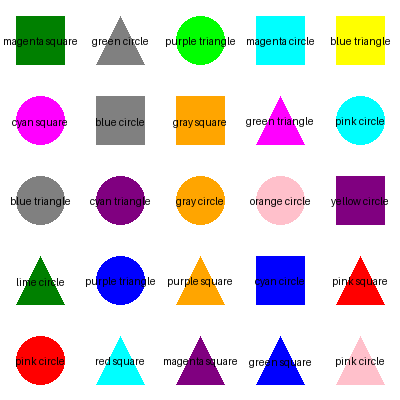 magenta square green circle purple triangle magenta circle blue triangle
cyan square blue circle gray square green triangle pink circle
blue triangle cyan triangle gray circle orange circle yellow circle
lime circle purple triangle purple square cyan circle pink square
pink circle red square magenta square green square pink circle